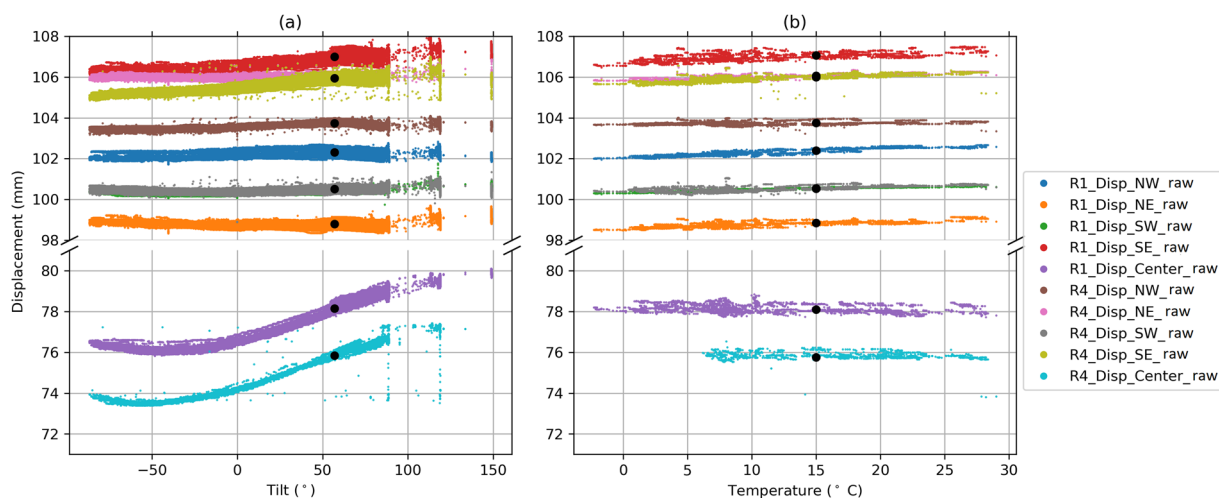 (a)
(b)
Displacement (mm)
108
106
104
102
100
98
80
78
76
74
72
−50
0
50
100
150
Tilt (°)
108
106
104
102
100
98
80
78
76
74
72
0
5
10
15
20
25
30
Temperature (° C)
R1_Disp_NW_raw
R1_Disp_NE_raw
R1_Disp_SW_raw
R1_Disp_SE_raw
R1_Disp_Center_raw
R4_Disp_NW_raw
R4_Disp_NE_raw
R4_Disp_SW_raw
R4_Disp_SE_raw
R4_Disp_Center_raw